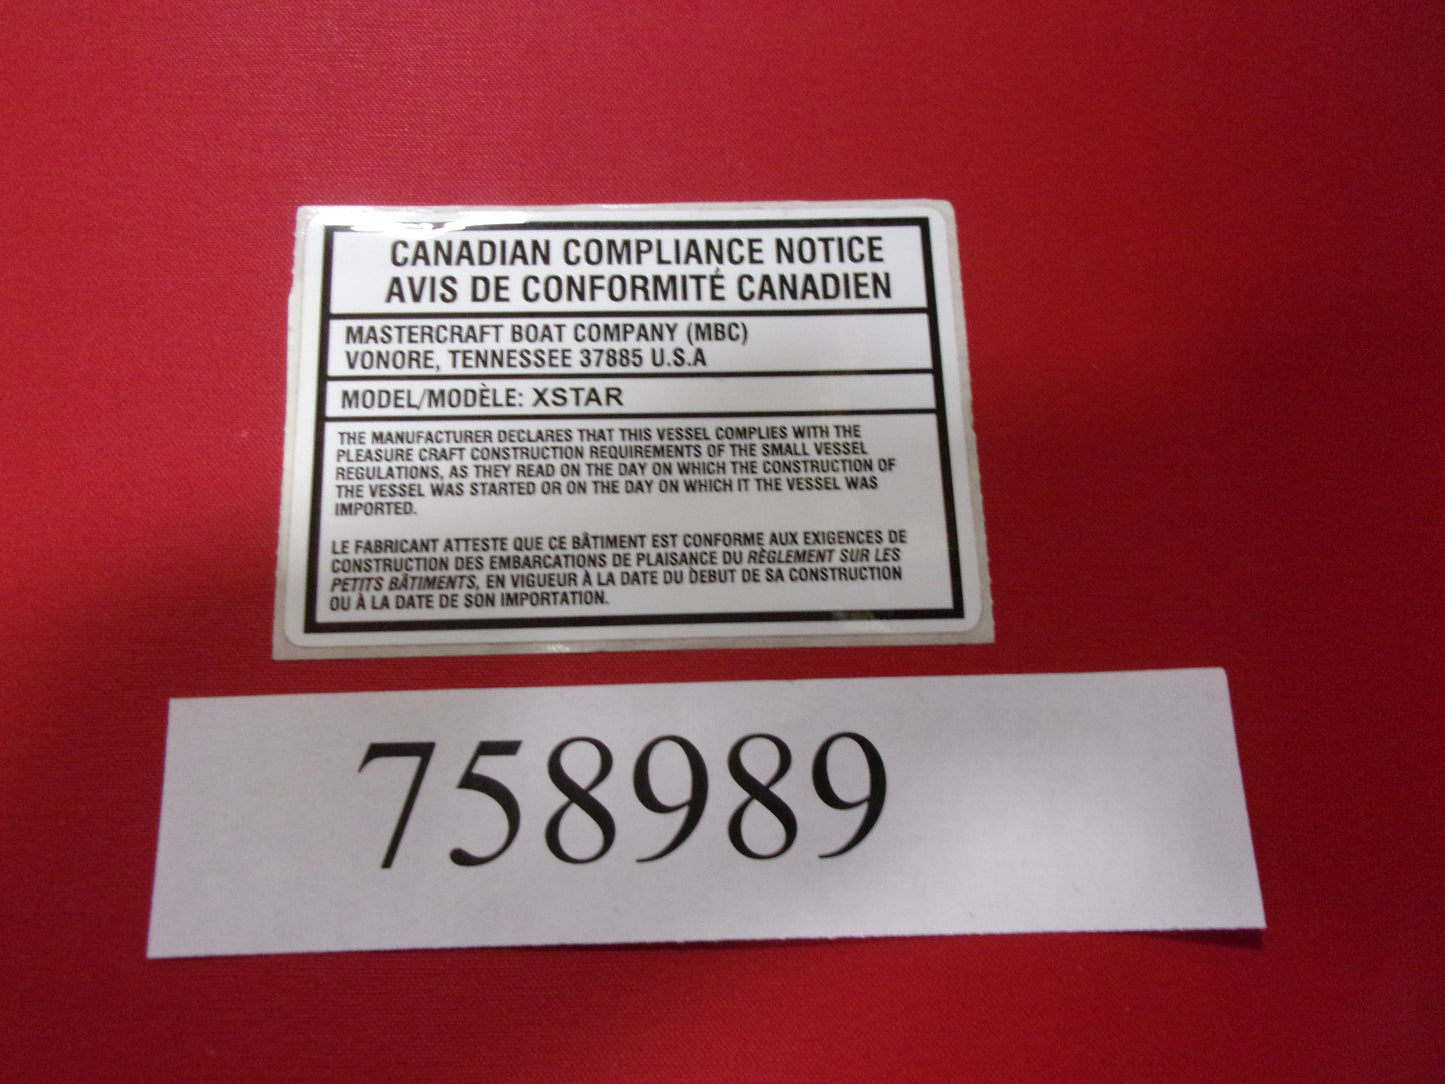 CANADIAN COMPLIANCE NOTICE
AVIS DE CONFORMITÉ CANADIEN
MASTERCRAFT BOAT COMPANY (MBC)
VONORE, TENNESSEE 37885 U.S.A
MODEL/MODÈLE: XSTAR
THE MANUFACTURER DECLARES THAT THIS VESSEL COMPLIES WITH THE
PLEASURE CRAFT CONSTRUCTION REQUIREMENTS OF THE SMALL VESSEL
REGULATIONS, AS THEY READ ON THE DAY ON WHICH THE CONSTRUCTION OF
THE VESSEL WAS STARTED OR ON THE DAY ON WHICH IT THE VESSEL WAS
IMPORTED.
LE FABRICANT ATTESTE QUE CE BÂTIMENT EST CONFORME AUX EXIGENCES DE
CONSTRUCTION DES EMBARCATIONS DE PLAISANCE DU RÈGLEMENT SUR LES
PETITS BÂTIMENTS, EN VIGUEUR À LA DATE DU DEBUT DE SA CONSTRUCTION
OU À LA DATE DE SON IMPORTATION.
758989